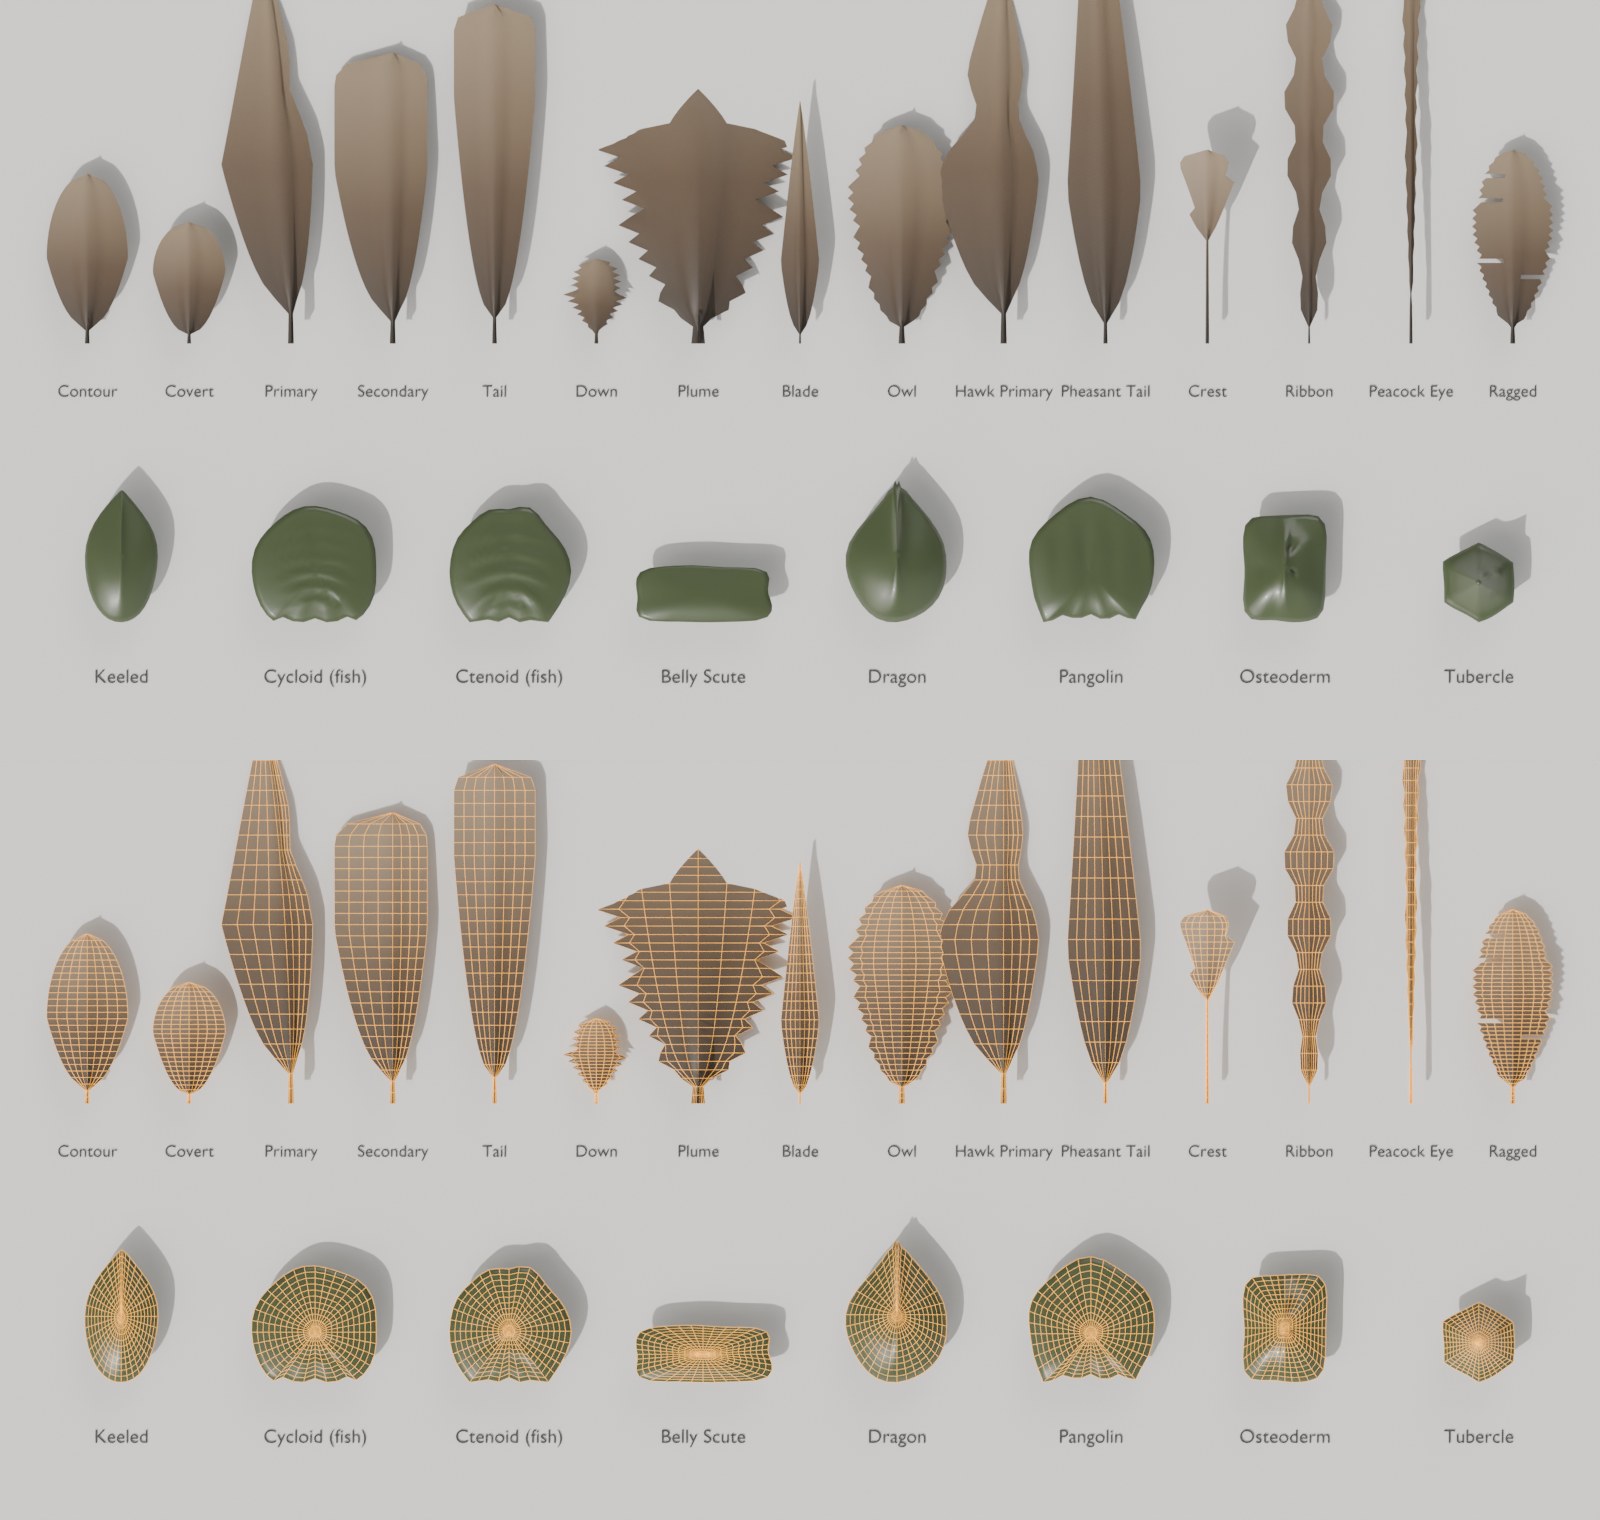 Contour Covert Primary Secondary Tail Down Plume Blade Owl Hawk Primary Pheasant Tail Crest Ribbon Peacock Eye Ragged
Keeled Cycloid (fish) Ctenoid (fish) Belly Scute Dragon Pangolin Osteoderm Tubercle
Contour Covert Primary Secondary Tail Down Plume Blade Owl Hawk Primary Pheasant Tail Crest Ribbon Peacock Eye Ragged
Keeled Cycloid (fish) Ctenoid (fish) Belly Scute Dragon Pangolin Osteoderm Tubercle